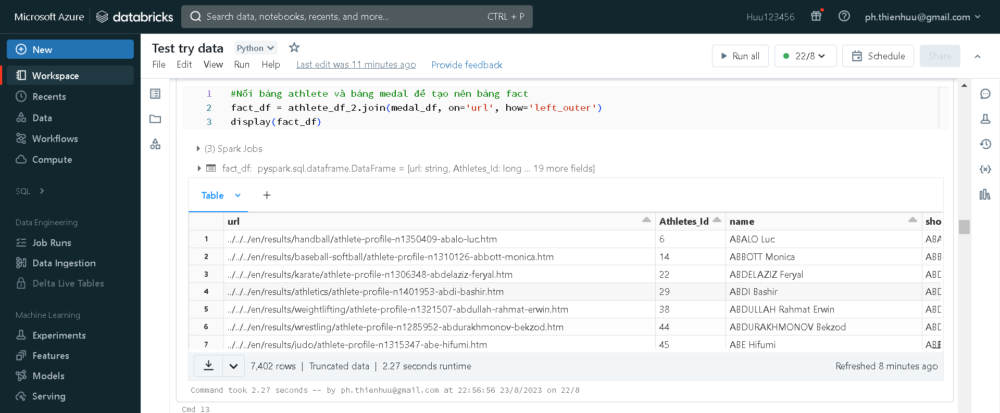 Microsoft Azure databricks Search data, notebooks, recents, and more... CTRL + P Huu123456 ph.thienhuu@gmail.com
New
Workspace
Recents
Data
Workflows
Compute
SQL
Data Engineering
Job Runs
Data Ingestion
Delta Live Tables
Machine Learning
Experiments
Features
Models
Serving
Test try data Python
File Edit View Run Help Last edit was 11 minutes ago Provide feedback
Run all 22/8 Schedule Share
1 #Nối bảng athlete và bảng medal để tạo nên bảng fact
2 fact_df = athlete_df_2.join(medal_df, on='url', how='left_outer')
3 display(fact_df)
(3) Spark Jobs
fact_df: pyspark.sql.dataframe.DataFrame = [url: string, Athletes_Id: long ... 19 more fields]
Table +
url Athletes_Id name sho
1 ../../../en/results/handball/athlete-profile-n1350409-abalo-luc.htm 6 ABALO Luc ABA
2 ../../../en/results/baseball-softball/athlete-profile-n1310126-abbott-monica.htm 14 ABBOTT Monica ABB
3 ../../../en/results/karate/athlete-profile-n1306348-abdelaziz-feryal.htm 22 ABDELAZIZ Feryal ABD
4 ../../../en/results/athletics/athlete-profile-n1401953-abdi-bashir.htm 29 ABDI Bashir ABD
5 ../../../en/results/weightlifting/athlete-profile-n1321507-abdullah-rahmat-erwin.htm 38 ABDULLAH Rahmat Erwin ABD
6 ../../../en/results/wrestling/athlete-profile-n1285952-abdurakhmonov-bekzod.htm 44 ABDURAKHMONOV Bekzod ABD
7 ../../../en/results/judo/athlete-profile-n1315347-abe-hifumi.htm 45 ABE Hifumi ABE
7,402 rows | Truncated data | 2.27 seconds runtime Refreshed 8 minutes ago
Command took 2.27 seconds -- by ph.thienhuu@gmail.com at 22:56:56 23/8/2023 on 22/8
Cmd 13